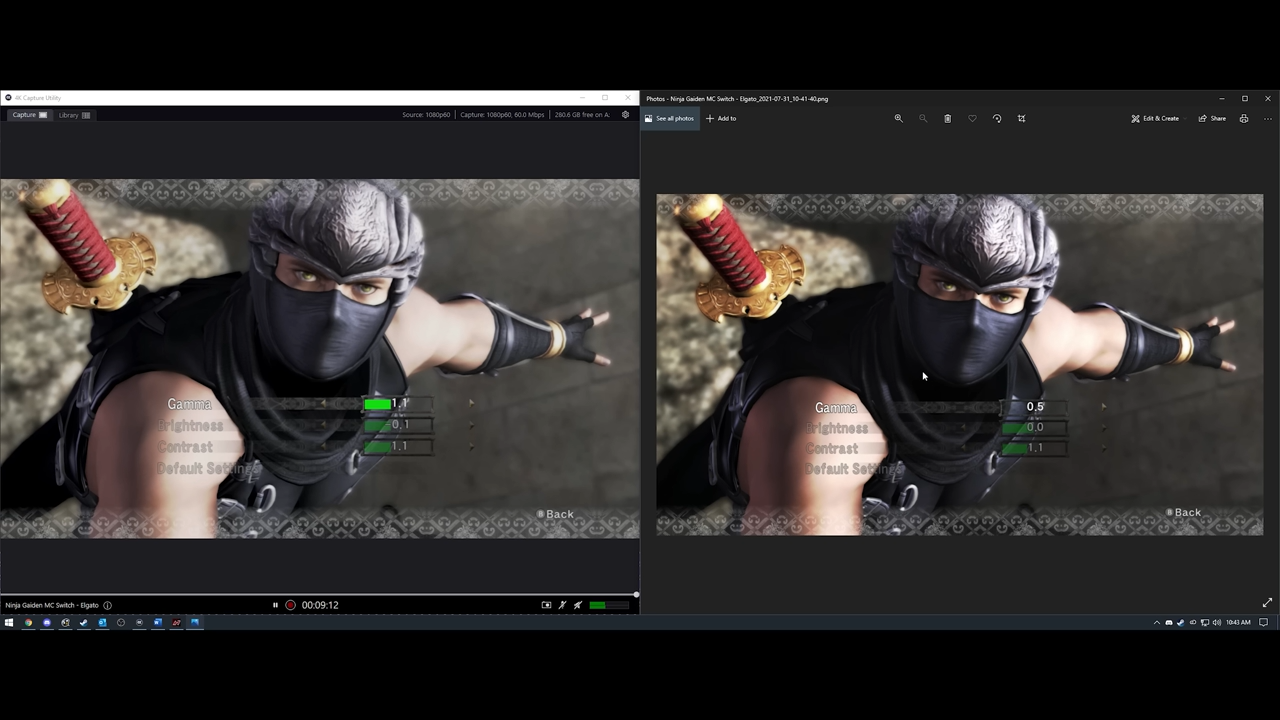 4K Capture Utility
Capture
Library
Source: 1080p60
Capture: 1080p60, 60.0 Mbps
280.6 GB free on A:
Gamma 1.1
Brightness -0.1
Contrast 1.1
Default Settings
Back
Ninja Gaiden MC Switch - Elgato
00:09:12
Photos - Ninja Gaiden MC Switch - Elgato_2021-07-31_10-41-40.png
See all photos
Add to
Edit & Create
Share
Gamma 0.5
Brightness 0.0
Contrast 1.1
Default Settings
Back
10:43 AM